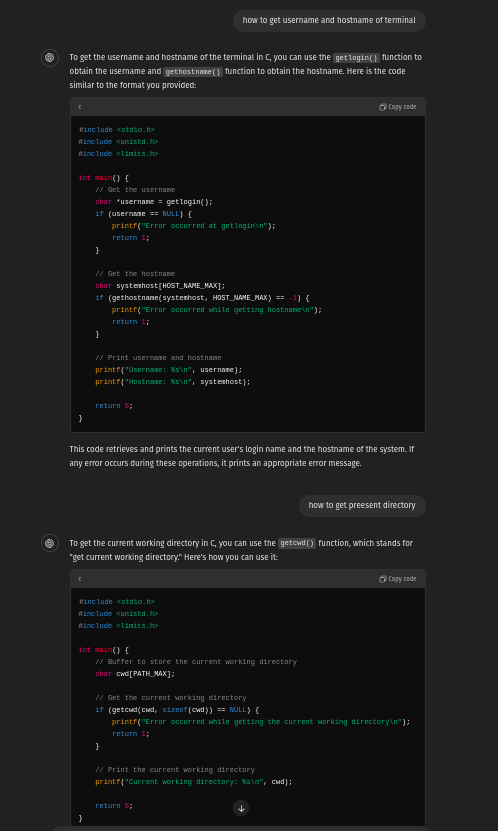 how to get username and hostname of terminal
To get the username and hostname of the terminal in C, you can use the getlogin() function to
obtain the username and gethostname() function to obtain the hostname. Here is the code
similar to the format you provided:
c
Copy code
#include <stdio.h>
#include <unistd.h>
#include <limits.h>
int main() {
    // Get the username
    char *username = getlogin();
    if (username == NULL) {
        printf("Error occurred at getlogin\n");
        return 1;
    }
    // Get the hostname
    char systemhost[HOST_NAME_MAX];
    if (gethostname(systemhost, HOST_NAME_MAX) == -1) {
        printf("Error occurred while getting hostname\n");
        return 1;
    }
    // Print username and hostname
    printf("Username: %s\n", username);
    printf("Hostname: %s\n", systemhost);
    return 0;
}
This code retrieves and prints the current user's login name and the hostname of the system. If
any error occurs during these operations, it prints an appropriate error message.
how to get preesent directory
To get the current working directory in C, you can use the getcwd() function, which stands for
"get current working directory." Here's how you can use it:
c
Copy code
#include <stdio.h>
#include <unistd.h>
#include <limits.h>
int main() {
    // Buffer to store the current working directory
    char cwd[PATH_MAX];
    // Get the current working directory
    if (getcwd(cwd, sizeof(cwd)) == NULL) {
        printf("Error occurred while getting the current working directory\n");
        return 1;
    }
    // Print the current working directory
    printf("Current working directory: %s\n", cwd);
    return 0;
}